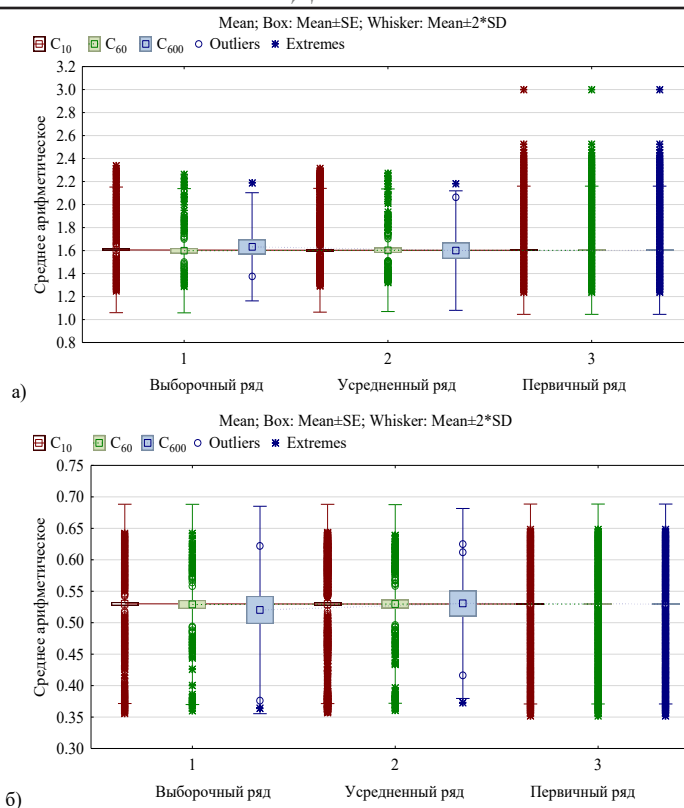 Mean; Box: Mean±SE; Whisker: Mean±2*SD
C10 C60 C600 Outliers Extremes
Среднее арифметическое
3.2
3.0
2.8
2.6
2.4
2.2
2.0
1.8
1.6
1.4
1.2
1.0
0.8
1 2 3
Выборочный ряд Усредненный ряд Первичный ряд
а)
Mean; Box: Mean±SE; Whisker: Mean±2*SD
C10 C60 C600 Outliers Extremes
Среднее арифметическое
0.75
0.70
0.65
0.60
0.55
0.50
0.45
0.40
0.35
0.30
1 2 3
Выборочный ряд Усредненный ряд Первичный ряд
б)